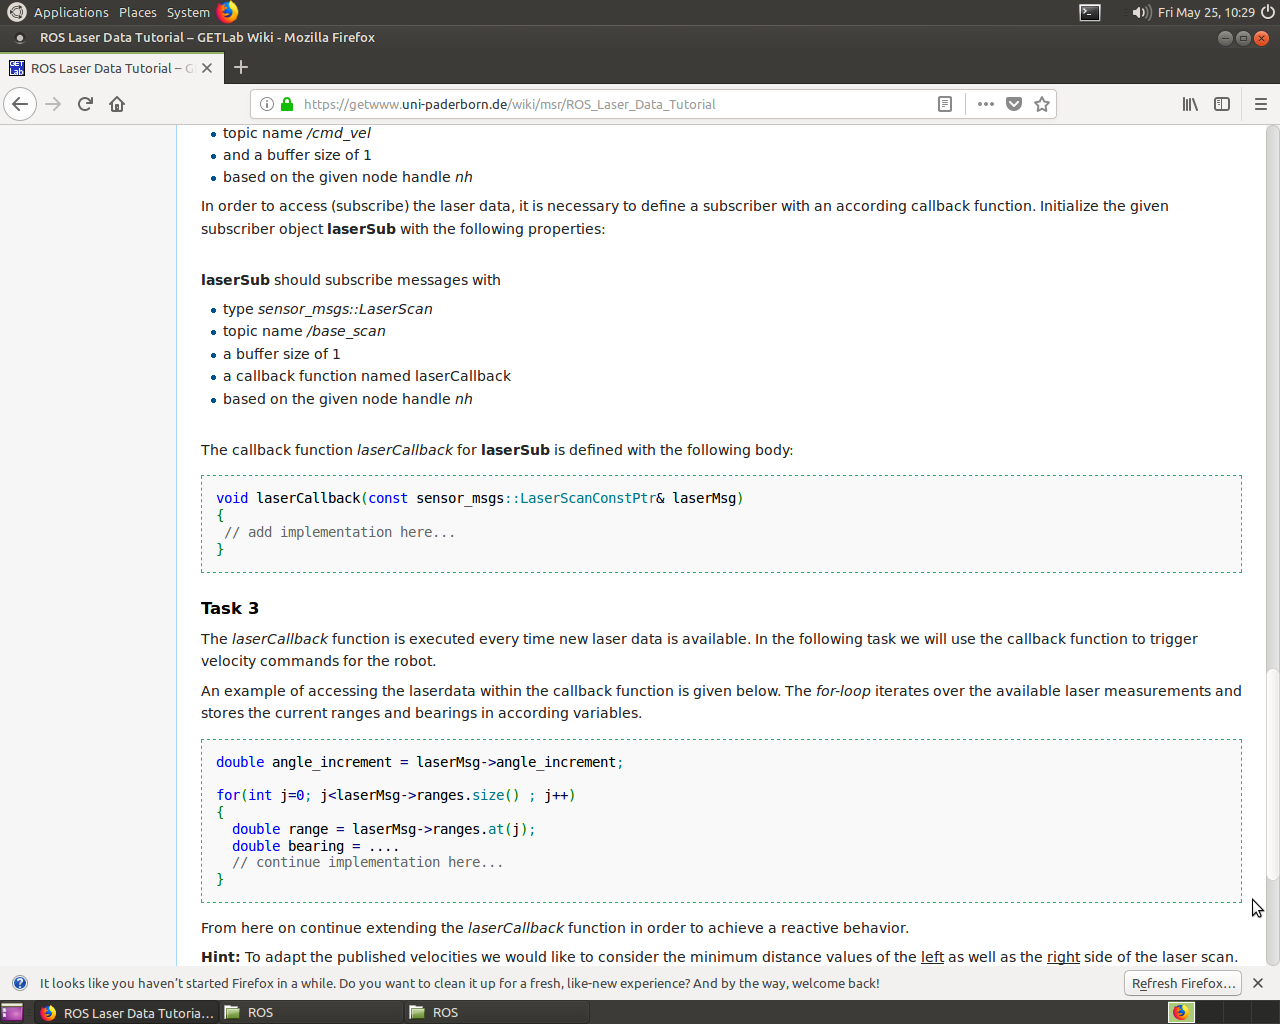 Applications Places System Fri May 25, 10:29
ROS Laser Data Tutorial – GETLab Wiki - Mozilla Firefox
GET Lab ROS Laser Data Tutorial – G
https://getwww.uni-paderborn.de/wiki/msr/ROS_Laser_Data_Tutorial
topic name /cmd_vel
and a buffer size of 1
based on the given node handle nh
In order to access (subscribe) the laser data, it is necessary to define a subscriber with an according callback function. Initialize the given
subscriber object laserSub with the following properties:
laserSub should subscribe messages with
type sensor_msgs::LaserScan
topic name /base_scan
a buffer size of 1
a callback function named laserCallback
based on the given node handle nh
The callback function laserCallback for laserSub is defined with the following body:
void laserCallback(const sensor_msgs::LaserScanConstPtr& laserMsg)
{
// add implementation here...
}
Task 3
The laserCallback function is executed every time new laser data is available. In the following task we will use the callback function to trigger
velocity commands for the robot.
An example of accessing the laserdata within the callback function is given below. The for-loop iterates over the available laser measurements and
stores the current ranges and bearings in according variables.
double angle_increment = laserMsg->angle_increment;
for(int j=0; j<laserMsg->ranges.size() ; j++)
{
double range = laserMsg->ranges.at(j);
double bearing = ....
// continue implementation here...
}
From here on continue extending the laserCallback function in order to achieve a reactive behavior.
Hint: To adapt the published velocities we would like to consider the minimum distance values of the left as well as the right side of the laser scan.
It looks like you haven't started Firefox in a while. Do you want to clean it up for a fresh, like-new experience? And by the way, welcome back! Refresh Firefox...
ROS Laser Data Tutoria... ROS ROS